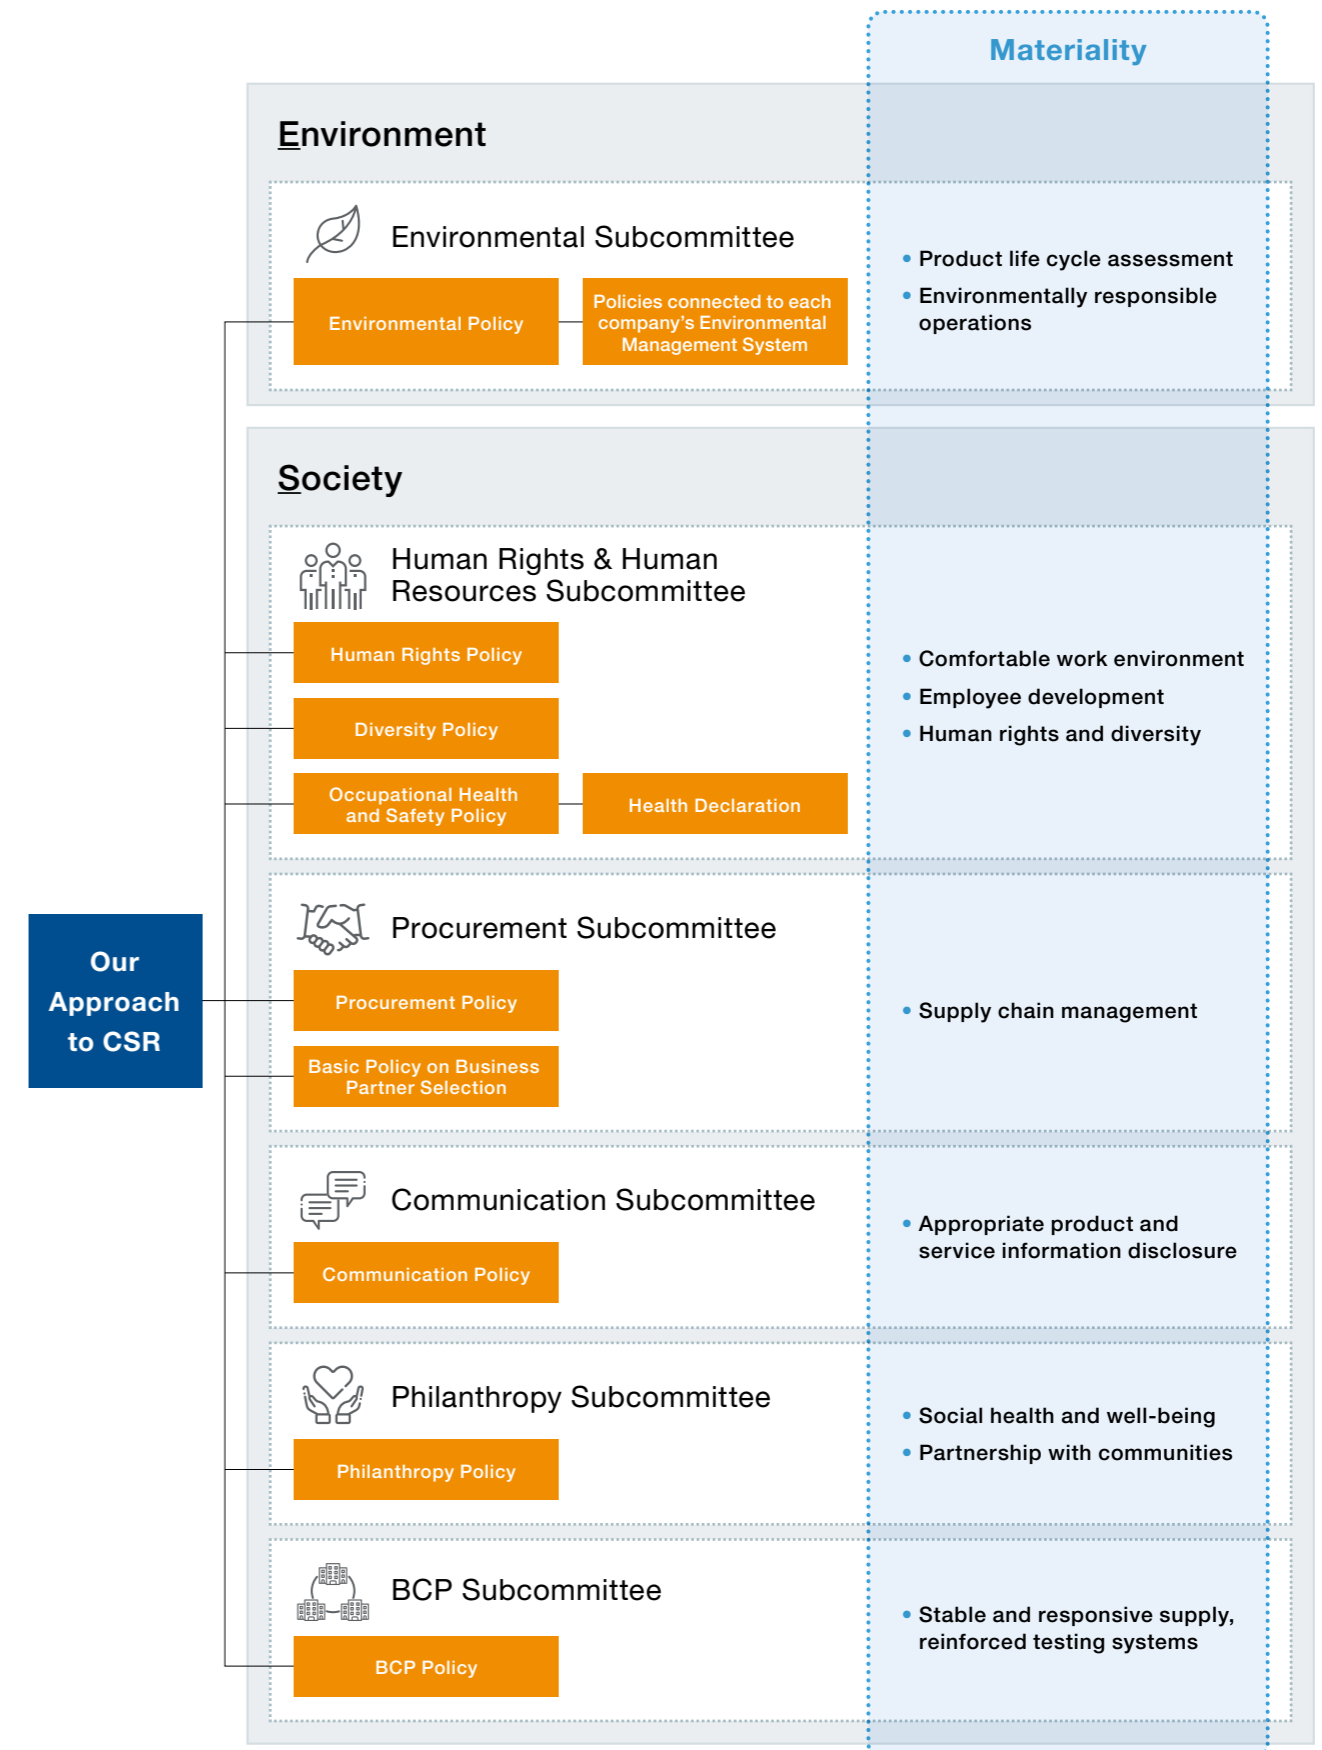 Materiality
Environment
Environmental Subcommittee
Environmental Policy
Policies connected to each
company's Environmental
Management System
• Product life cycle assessment
• Environmentally responsible
operations
Society
Human Rights & Human
Resources Subcommittee
Human Rights Policy
Diversity Policy
Occupational Health
and Safety Policy
Health Declaration
• Comfortable work environment
• Employee development
• Human rights and diversity
Our
Approach
to CSR
Procurement Subcommittee
Procurement Policy
Basic Policy on Business
Partner Selection
• Supply chain management
Communication Subcommittee
Communication Policy
• Appropriate product and
service information disclosure
Philanthropy Subcommittee
Philanthropy Policy
• Social health and well-being
• Partnership with communities
BCP Subcommittee
BCP Policy
• Stable and responsive supply,
reinforced testing systems